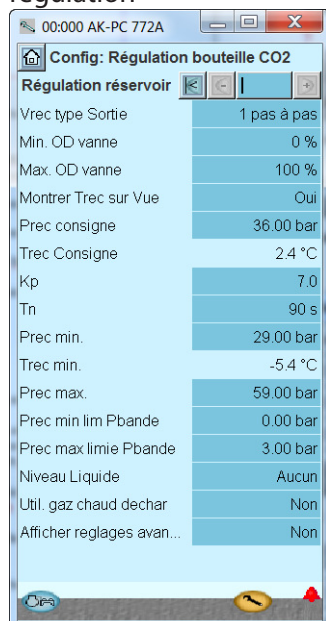 régulation
00:000 AK-PC 772A
Config: Régulation bouteille CO2
Régulation réservoir
Vrec type Sortie 1 pas à pas
Min. OD vanne 0 %
Max. OD vanne 100 %
Montrer Trec sur Vue Oui
Prec consigne 36.00 bar
Trec Consigne 2.4 °C
Kp 7.0
Tn 90 s
Prec min. 29.00 bar
Trec min. -5.4 °C
Prec max. 59.00 bar
Prec min lim Pbande 0.00 bar
Prec max limie Pbande 3.00 bar
Niveau Liquide Aucun
Util. gaz chaud dechar Non
Afficher reglages avan... Non